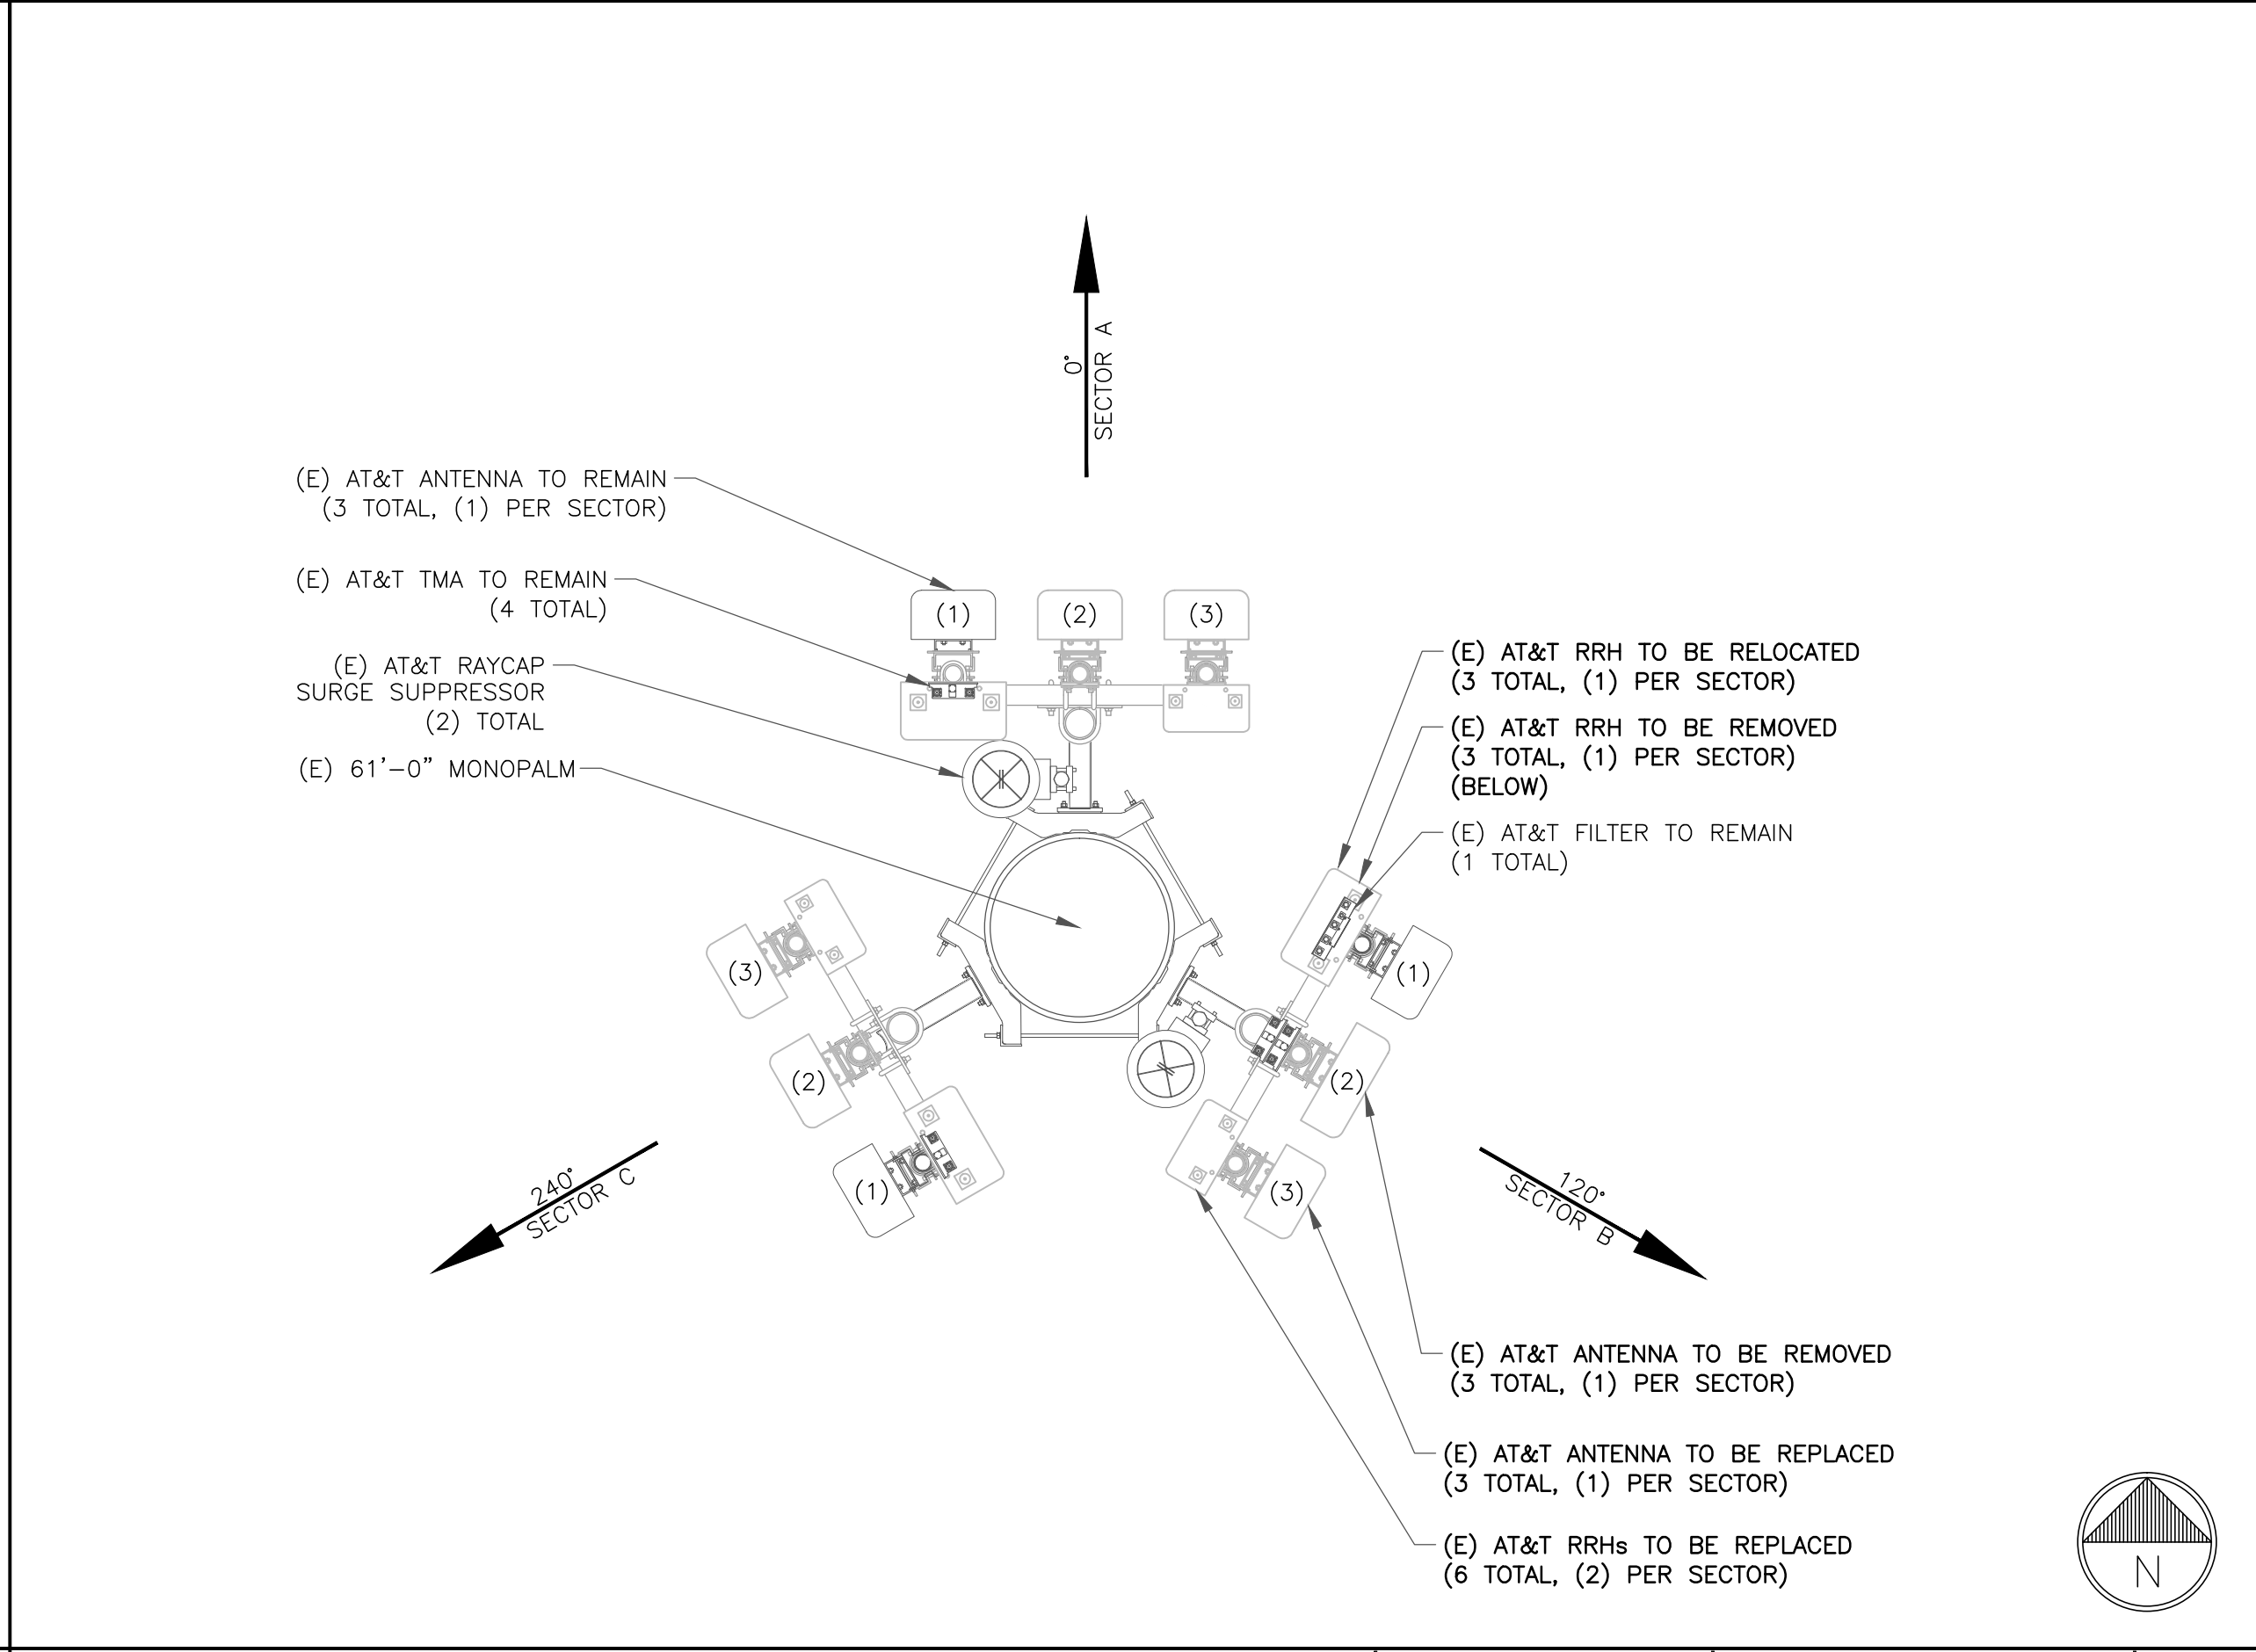 0°
SECTOR A
(E) AT&T ANTENNA TO REMAIN
(3 TOTAL, (1) PER SECTOR)
(E) AT&T TMA TO REMAIN
(4 TOTAL)
(E) AT&T RAYCAP
SURGE SUPPRESSOR
(2) TOTAL
(E) 61'-0" MONOPALM
(1)
(2)
(3)
(E) AT&T RRH TO BE RELOCATED
(3 TOTAL, (1) PER SECTOR)
(E) AT&T RRH TO BE REMOVED
(3 TOTAL, (1) PER SECTOR)
(BELOW)
(E) AT&T FILTER TO REMAIN
(1 TOTAL)
(3)
(2)
(1)
(1)
(2)
(3)
240°
SECTOR C
120°
SECTOR B
(E) AT&T ANTENNA TO BE REMOVED
(3 TOTAL, (1) PER SECTOR)
(E) AT&T ANTENNA TO BE REPLACED
(3 TOTAL, (1) PER SECTOR)
(E) AT&T RRHs TO BE REPLACED
(6 TOTAL, (2) PER SECTOR)
N